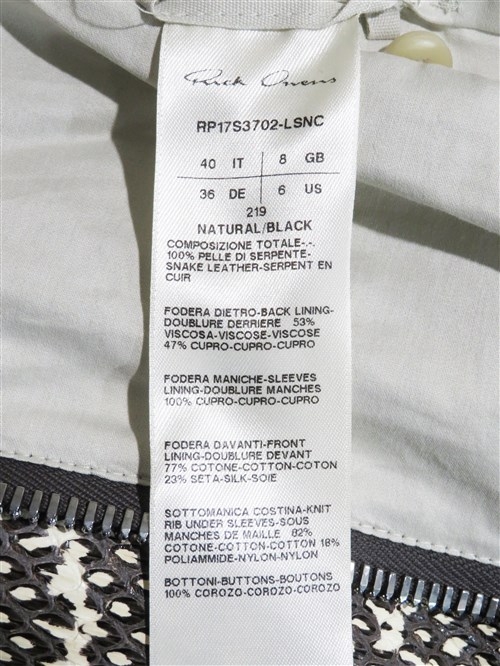 Rick Owens
RP17S3702-LSNC
40 IT 8 GB
36 DE 6 US
219
NATURAL/BLACK
COMPOSIZIONE TOTALE-.-.
100% PELLE DI SERPENTE-
SNAKE LEATHER-SERPENT EN
CUIR
FODERA DIETRO-BACK LINING-
DOUBLURE DERRIERE 53%
VISCOSA-VISCOSE-VISCOSE
47% CUPRO-CUPRO-CUPRO
FODERA MANICHE-SLEEVES
LINING-DOUBLURE MANCHES
100% CUPRO-CUPRO-CUPRO
FODERA DAVANTI-FRONT
LINING-DOUBLURE DEVANT
77% COTONE-COTTON-COTON
23% SETA-SILK-SOIE
SOTTOMANICA COSTINA-KNIT
RIB UNDER SLEEVES-SOUS
MANCHES DE MAILLE 82%
COTONE-COTTON-COTTON 18%
POLIAMMIDE-NYLON-NYLON
BOTTONI-BUTTONS-BOUTONS
100% COROZO-COROZO-COROZO